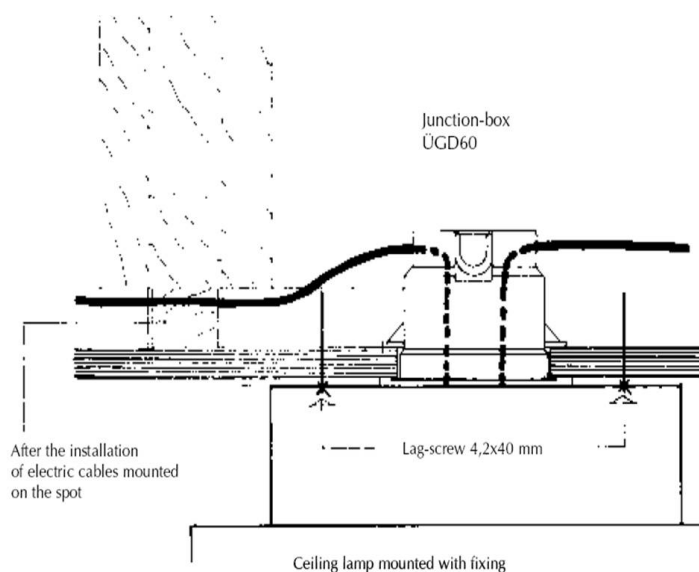 Junction-box
ÜGD60
After the installation
of electric cables mounted
on the spot
Lag-screw 4,2x40 mm
Ceiling lamp mounted with fixing